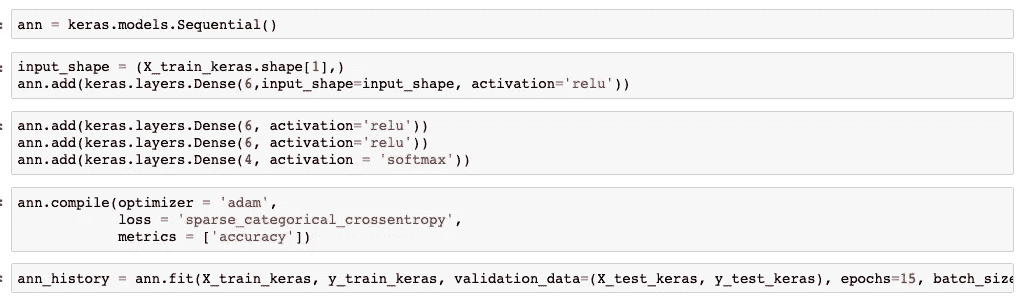 ann = keras.models.Sequential()
input_shape = (X_train_keras.shape[1],)
ann.add(keras.layers.Dense(6,input_shape=input_shape, activation='relu'))
ann.add(keras.layers.Dense(6, activation='relu'))
ann.add(keras.layers.Dense(6, activation='relu'))
ann.add(keras.layers.Dense(4, activation = 'softmax'))
ann.compile(optimizer = 'adam',
loss = 'sparse_categorical_crossentropy',
metrics = ['accuracy'])
ann_history = ann.fit(X_train_keras, y_train_keras, validation_data=(X_test_keras, y_test_keras), epochs=15, batch_size